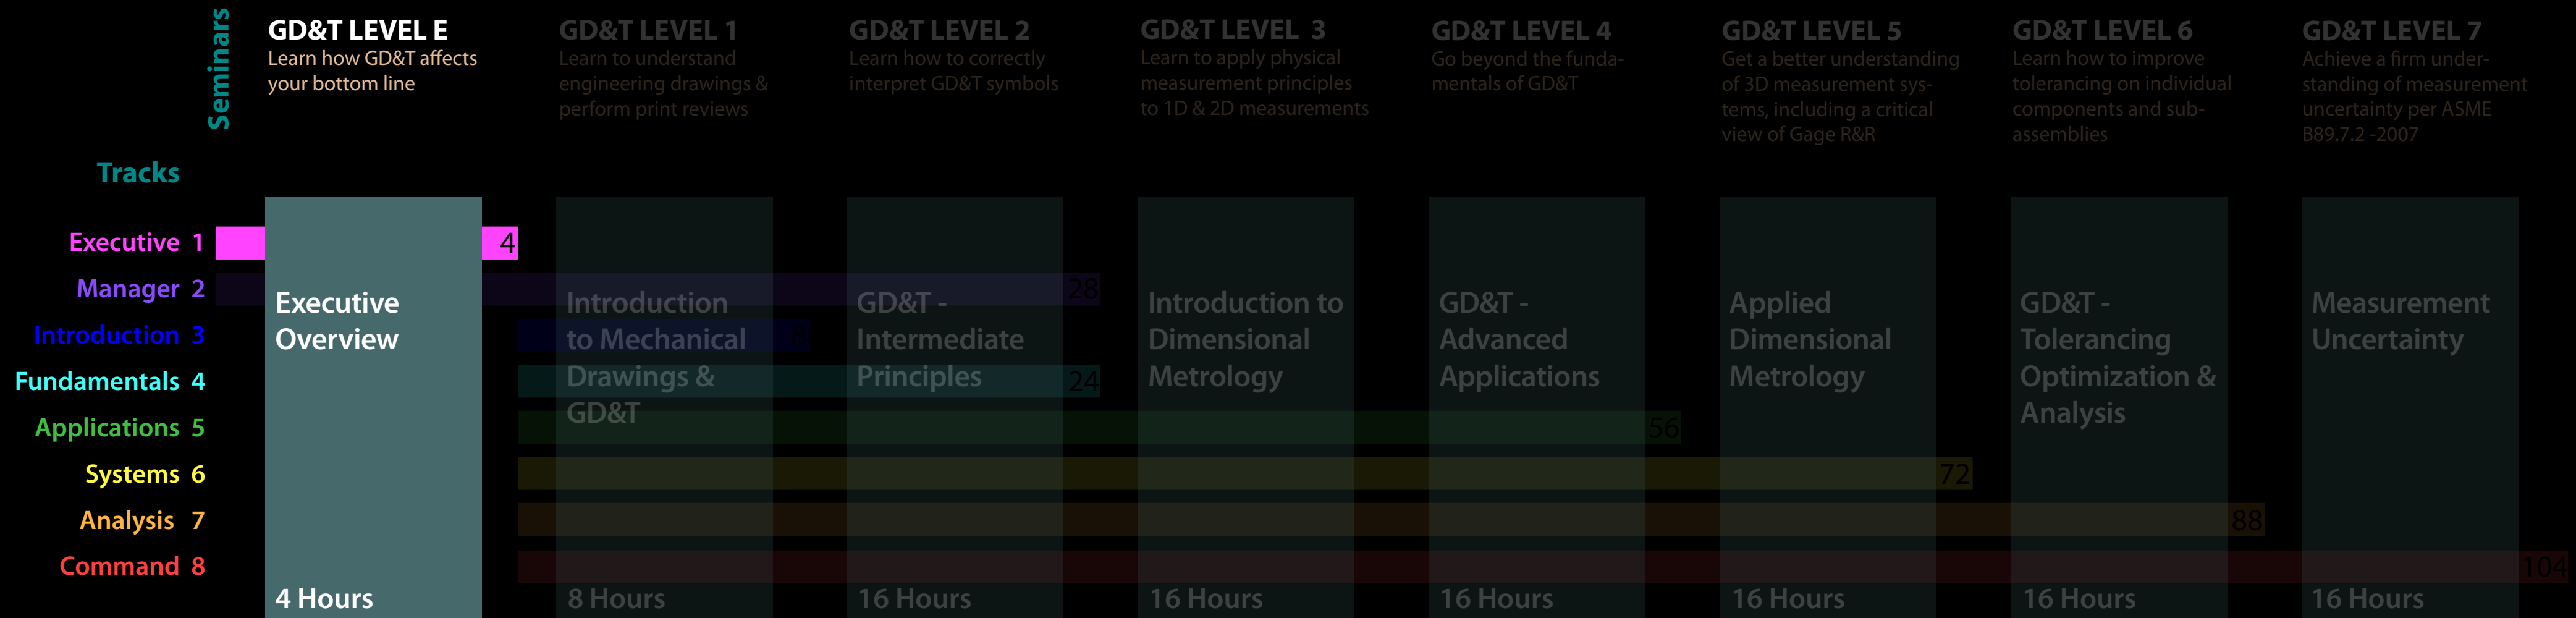 Seminars
GD&T LEVEL E
Learn how GD&T affects
your bottom line
GD&T LEVEL 1
Learn to understand
engineering drawings &
perform print reviews
GD&T LEVEL 2
Learn how to correctly
interpret GD&T symbols
GD&T LEVEL 3
Learn to apply physical
measurement principles
to 1D & 2D measurements
GD&T LEVEL 4
Go beyond the funda-
mentals of GD&T
GD&T LEVEL 5
Get a better understanding
of 3D measurement sys-
tems, including a critical
view of Gage R&R
GD&T LEVEL 6
Learn how to improve
tolerancing on individual
components and sub-
assemblies
GD&T LEVEL 7
Achieve a firm under-
standing of measurement
uncertainty per ASME
B89.7.2 -2007
Tracks
Executive 1
4
Manager 2
28
Introduction 3
8
Fundamentals 4
24
Applications 5
56
Systems 6
72
Analysis 7
88
Command 8
104
Executive
Overview
4 Hours
Introduction
to Mechanical
Drawings &
GD&T
8 Hours
GD&T -
Intermediate
Principles
16 Hours
Introduction to
Dimensional
Metrology
16 Hours
GD&T -
Advanced
Applications
16 Hours
Applied
Dimensional
Metrology
16 Hours
GD&T -
Tolerancing
Optimization &
Analysis
16 Hours
Measurement
Uncertainty
16 Hours